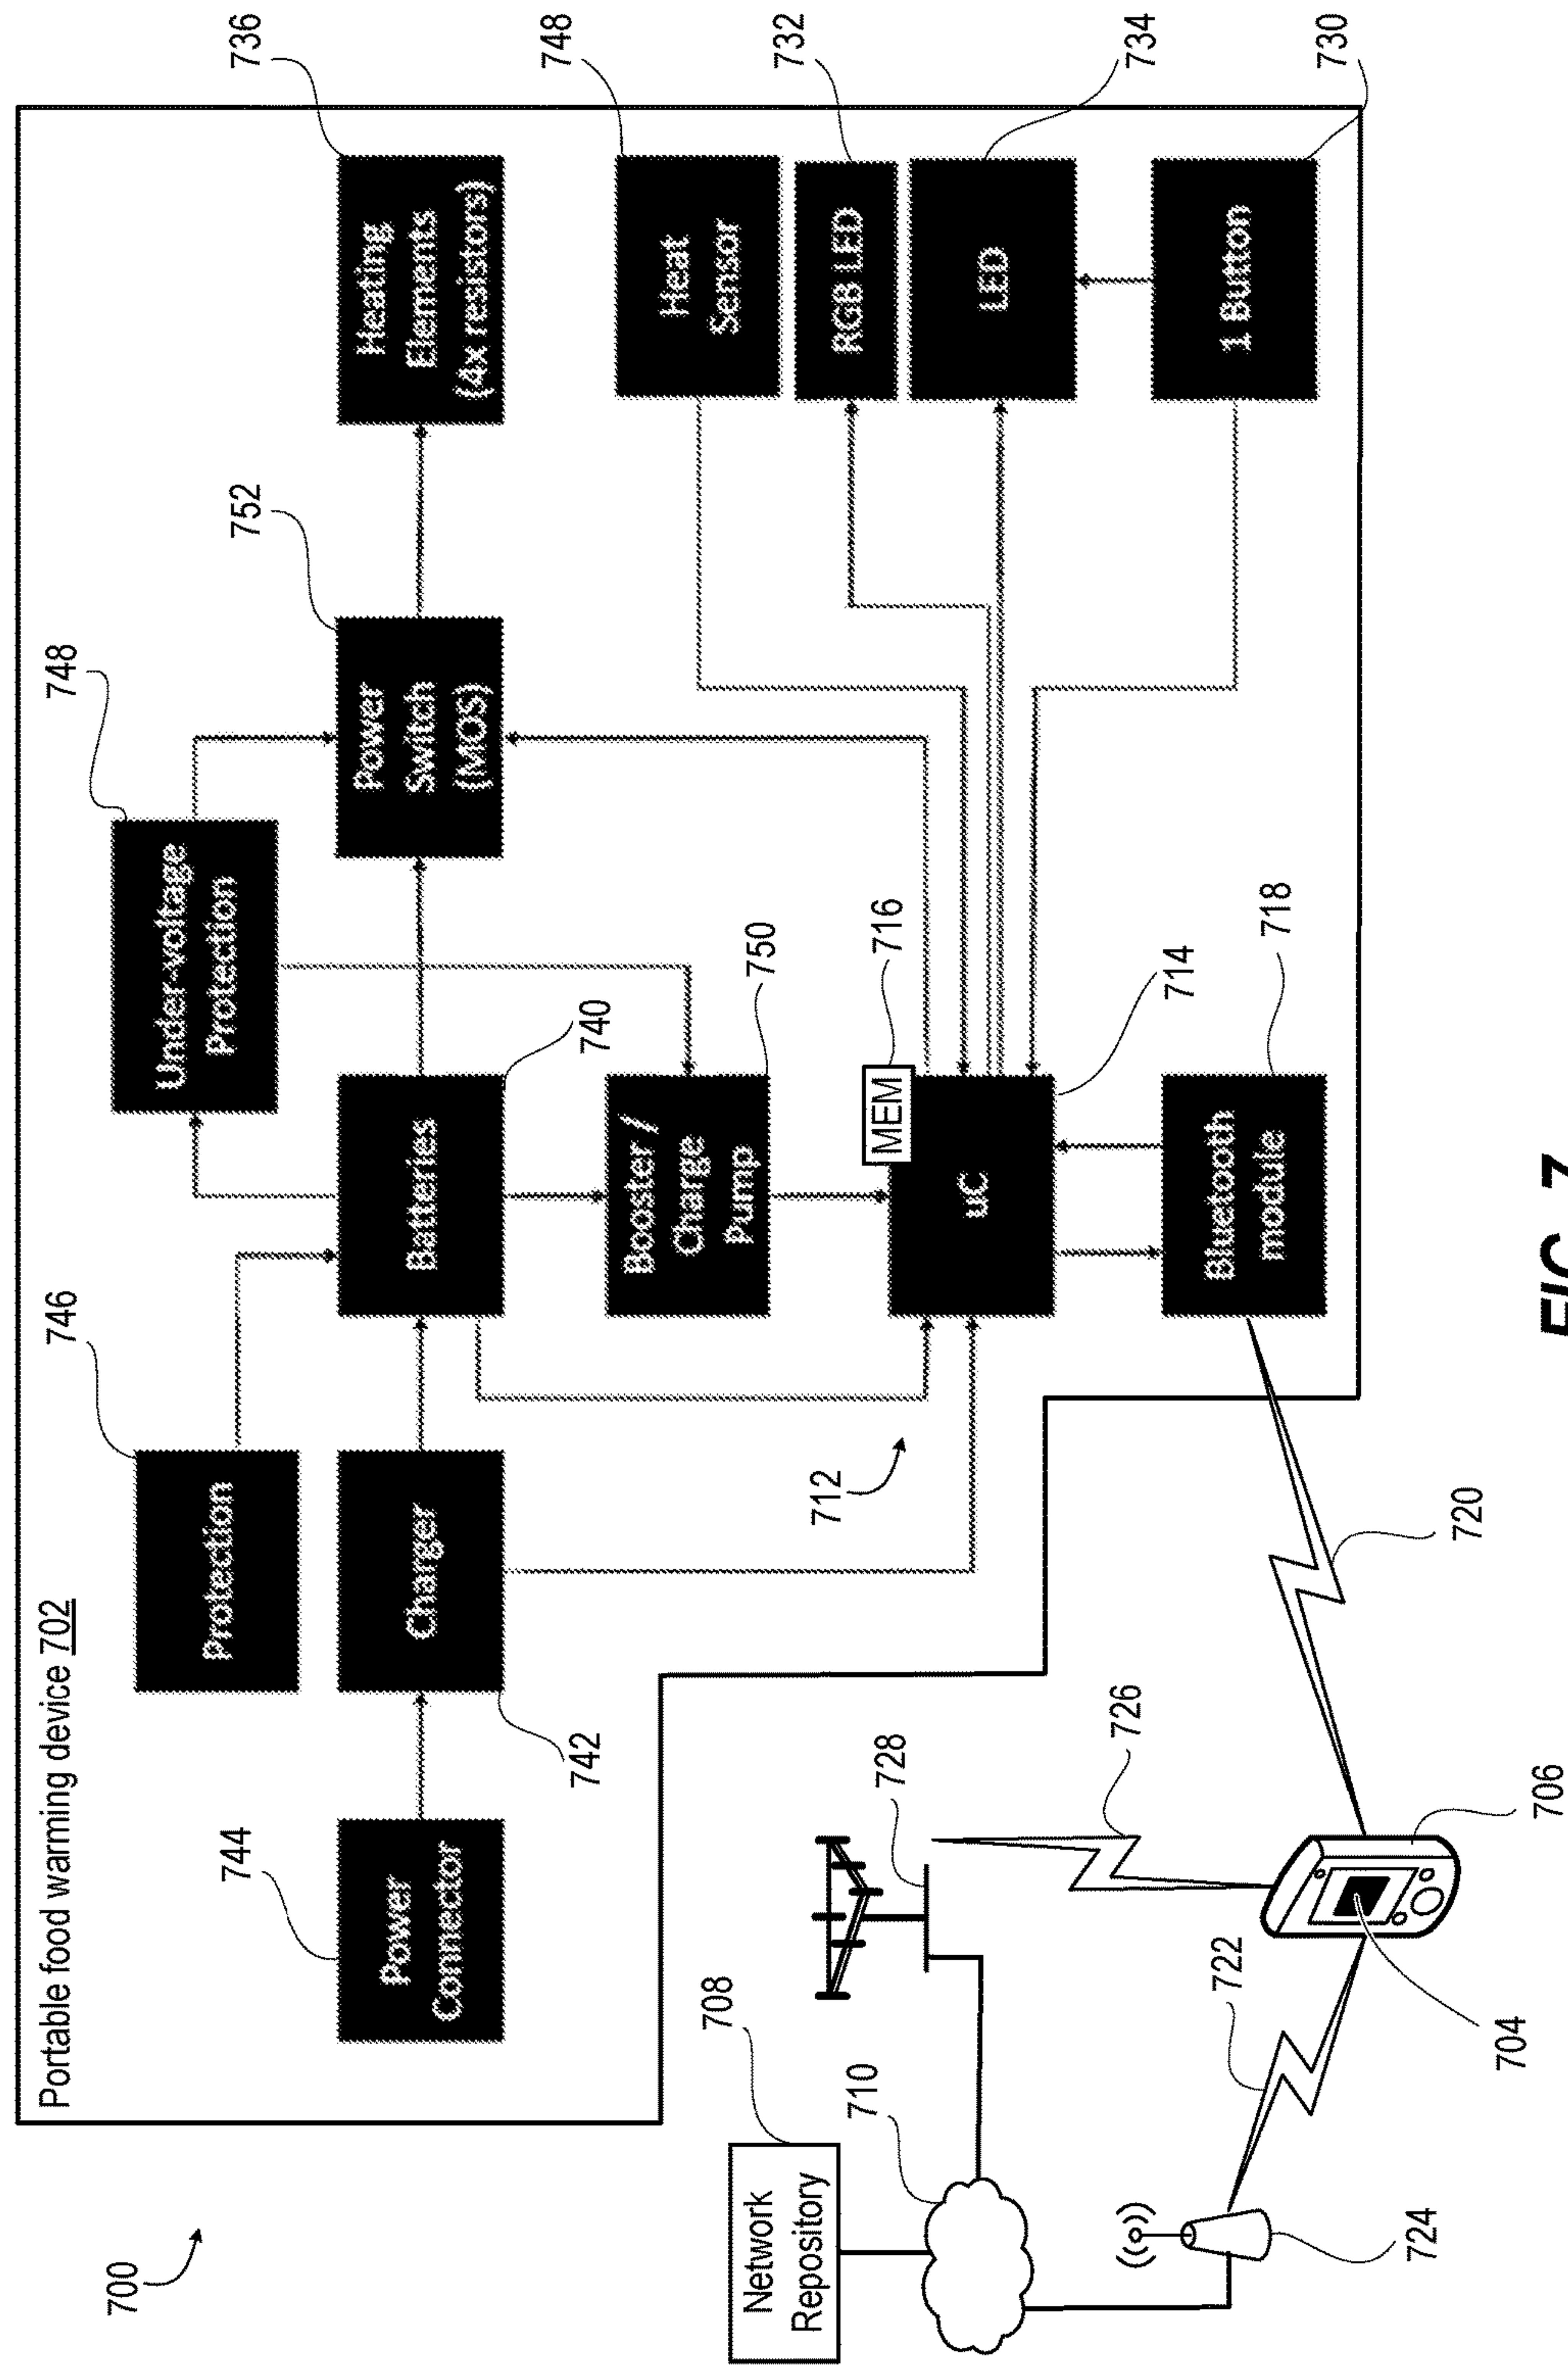 700
Portable food warming device 702
744
Power
Connector
742
Charger
746
Protection
Batteries
740
748
Under-voltage
Protection
752
Power
Switch
(MOS)
736
Heating
Elements
(4x resistors)
748
Heat
Sensor
732
RGB LED
734
LED
730
1 Button
750
Booster /
Charge
Pump
716
MEM
uC
714
712
718
Bluetooth
module
720
708
Network
Repository
710
728
726
722
724
704
706
FIG. 7